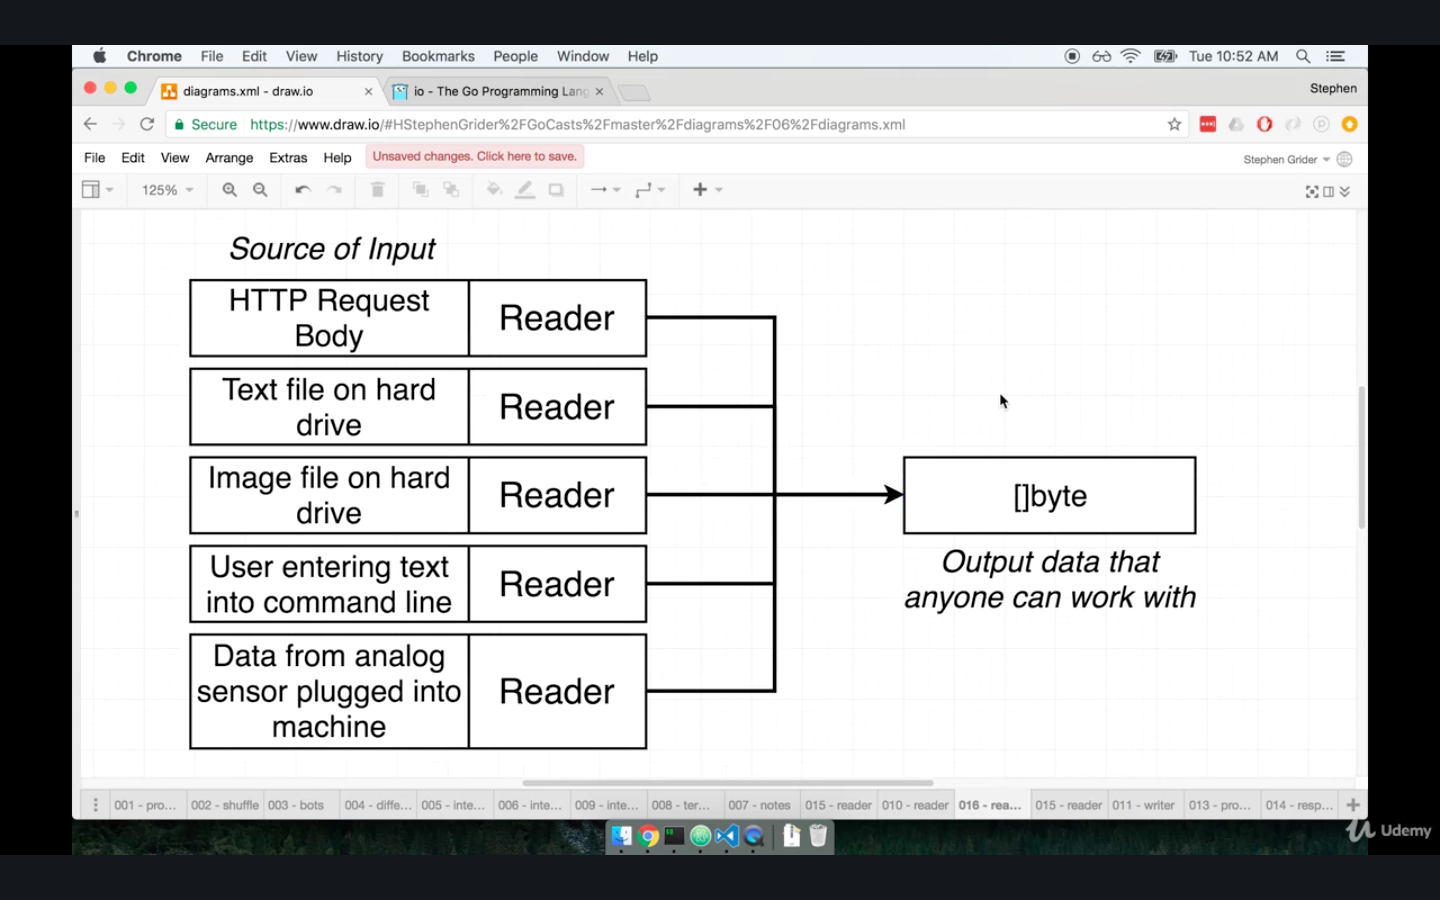 Chrome File Edit View History Bookmarks People Window Help Tue 10:52 AM
diagrams.xml - draw.io × io - The Go Programming Lang × Stephen
Secure https://www.draw.io/#HStephenGrider%2FGoCasts%2Fmaster%2Fdiagrams%2F06%2Fdiagrams.xml
File Edit View Arrange Extras Help Unsaved changes. Click here to save. Stephen Grider
125%
Source of Input
HTTP Request
Body
Reader
Text file on hard
drive
Reader
Image file on hard
drive
Reader
User entering text
into command line
Reader
Data from analog
sensor plugged into
machine
Reader
[]byte
Output data that
anyone can work with
001 - pro... 002 - shuffle 003 - bots 004 - diffe... 005 - inte... 006 - inte... 009 - inte... 008 - ter... 007 - notes 015 - reader 010 - reader 016 - rea... 015 - reader 011 - writer 013 - pro... 014 - resp...
Udemy